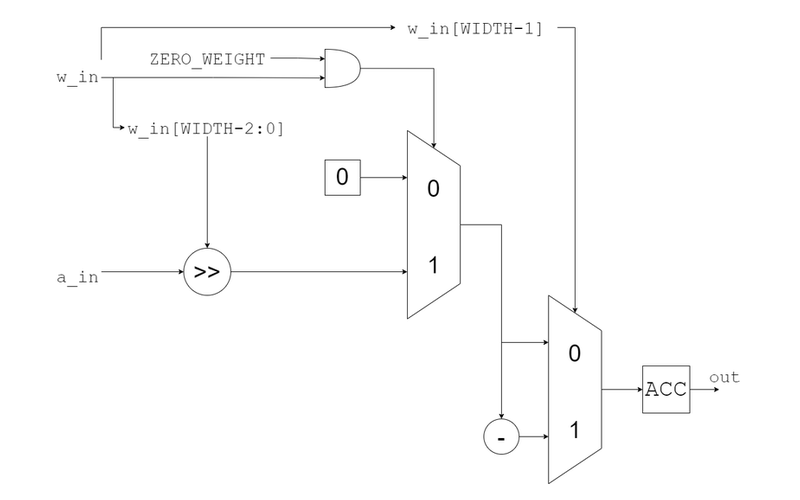 w_in[WIDTH-1]
ZERO_WEIGHT
w_in
w_in[WIDTH-2:0]
0
0
1
a_in
>>
0
out
ACC
1
-